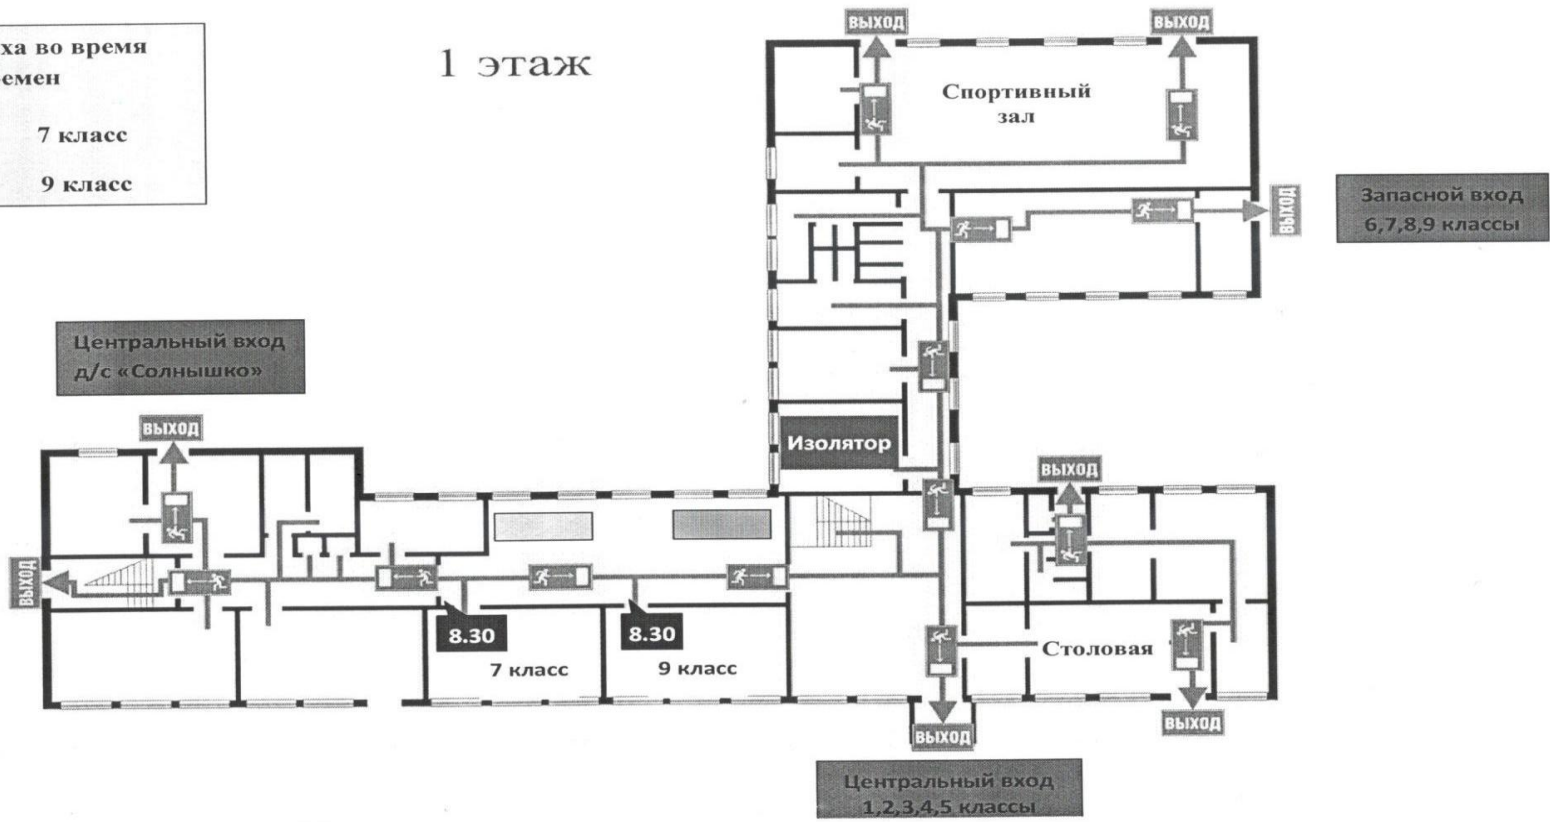 ха во время
емен
7 класс
9 класс
1 этаж
ВЫХОД
ВЫХОД
Спортивный
зал
ВЫХОД
Запасной вход
6,7,8,9 классы
Центральный вход
д/с «Солнышко»
ВЫХОД
Изолятор
ВЫХОД
ВЫХОД
8.30
7 класс
8.30
9 класс
Столовая
ВЫХОД
ВЫХОД
Центральный вход
1,2,3,4,5 классы